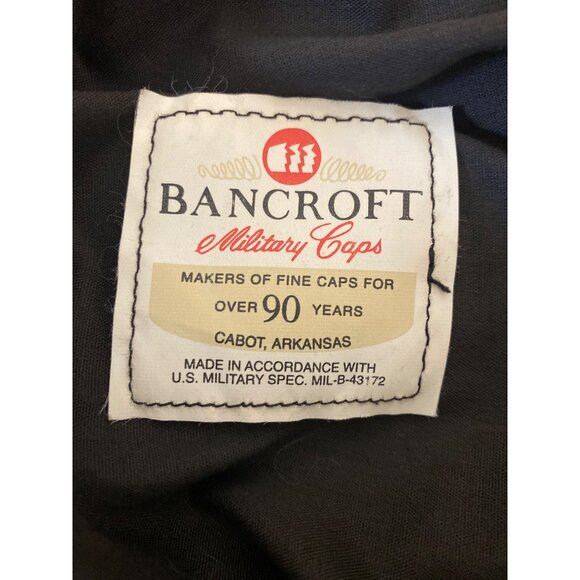 BANCROFT
Military Caps
MAKERS OF FINE CAPS FOR
OVER 90 YEARS
CABOT, ARKANSAS
MADE IN ACCORDANCE WITH
U.S. MILITARY SPEC. MIL-B-43172